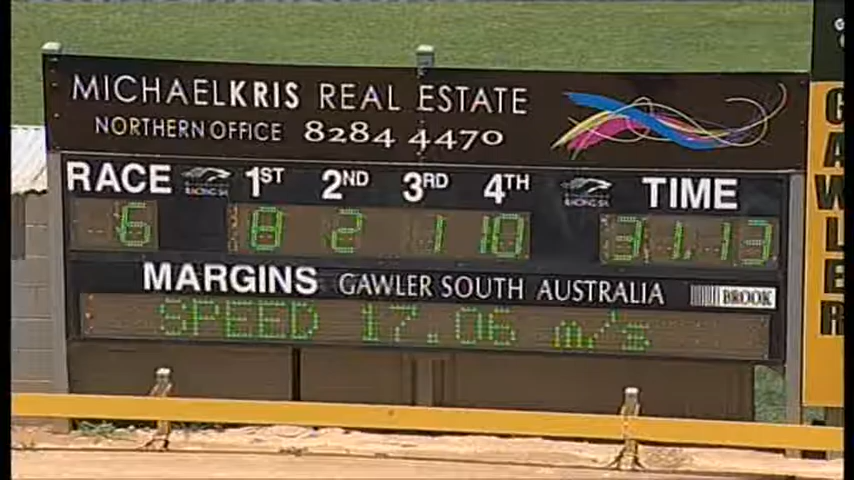 MICHAELKRIS REAL ESTATE
NORTHERN OFFICE 8284 4470
RACE 1ST 2ND 3RD 4TH TIME
6 8 2 1 10 31.13
MARGINS GAWLER SOUTH AUSTRALIA BROOK
SPEED 17.06 m/s
GAWLER